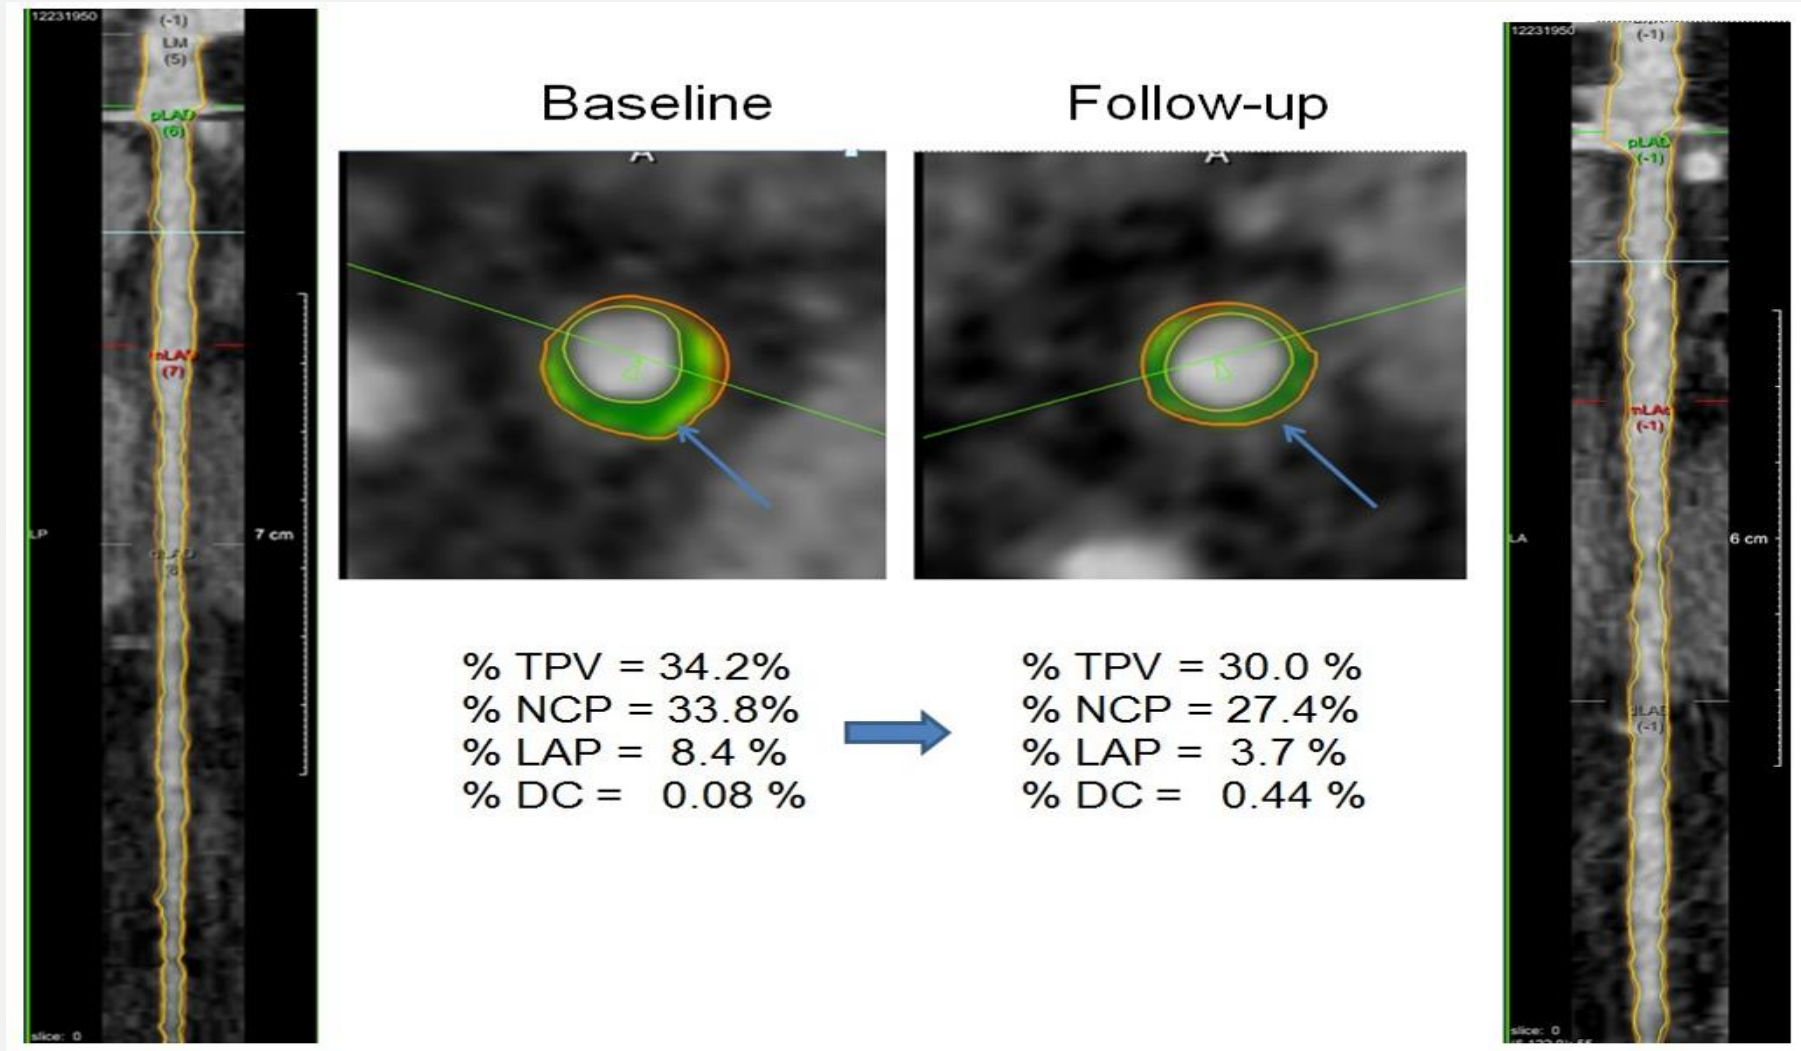 12231950
(-1)
LM
(5)
pLAD
(6)
mLAD
(7)
LP
7 cm
slice: 0
Baseline
A
Follow-up
A
% TPV = 34.2%
% NCP = 33.8%
% LAP = 8.4 %
% DC = 0.08 %
% TPV = 30.0 %
% NCP = 27.4%
% LAP = 3.7 %
% DC = 0.44 %
12231950
(-1)
pLAD
(-1)
(-1)
LA
6 cm
(-1)
slice: 0